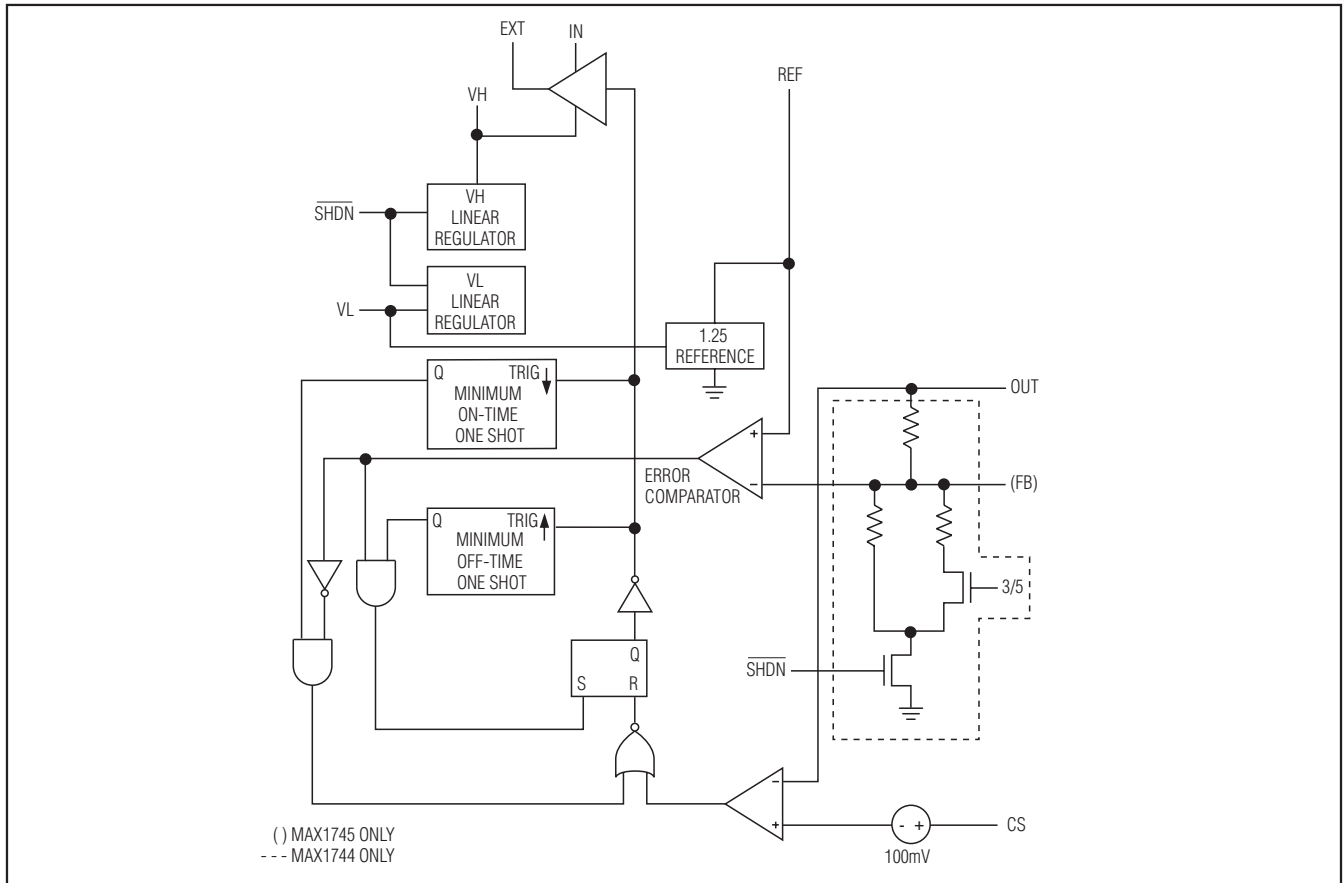 EXT
IN
REF
VH
VH
LINEAR
REGULATOR
S̅H̅D̅N̅
VL
LINEAR
REGULATOR
VL
1.25
REFERENCE
Q TRIG
MINIMUM
ON-TIME
ONE SHOT
OUT
+
-
ERROR
COMPARATOR
(FB)
Q TRIG
MINIMUM
OFF-TIME
ONE SHOT
3/5
Q
S R
S̅H̅D̅N̅
-
+
- +
CS
100mV
( ) MAX1745 ONLY
- - - MAX1744 ONLY